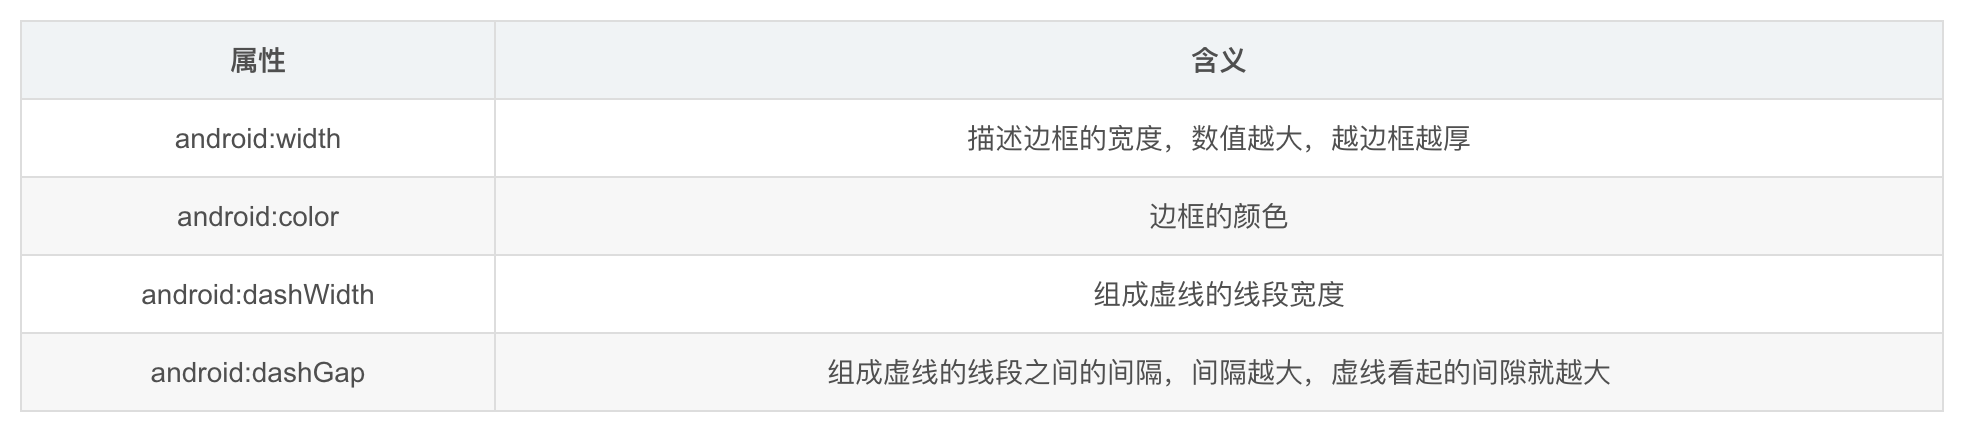 属性 含义
android:width 描述边框的宽度，数值越大，越边框越厚
android:color 边框的颜色
android:dashWidth 组成虚线的线段宽度
android:dashGap 组成虚线的线段之间的间隔，间隔越大，虚线看起的间隙就越大